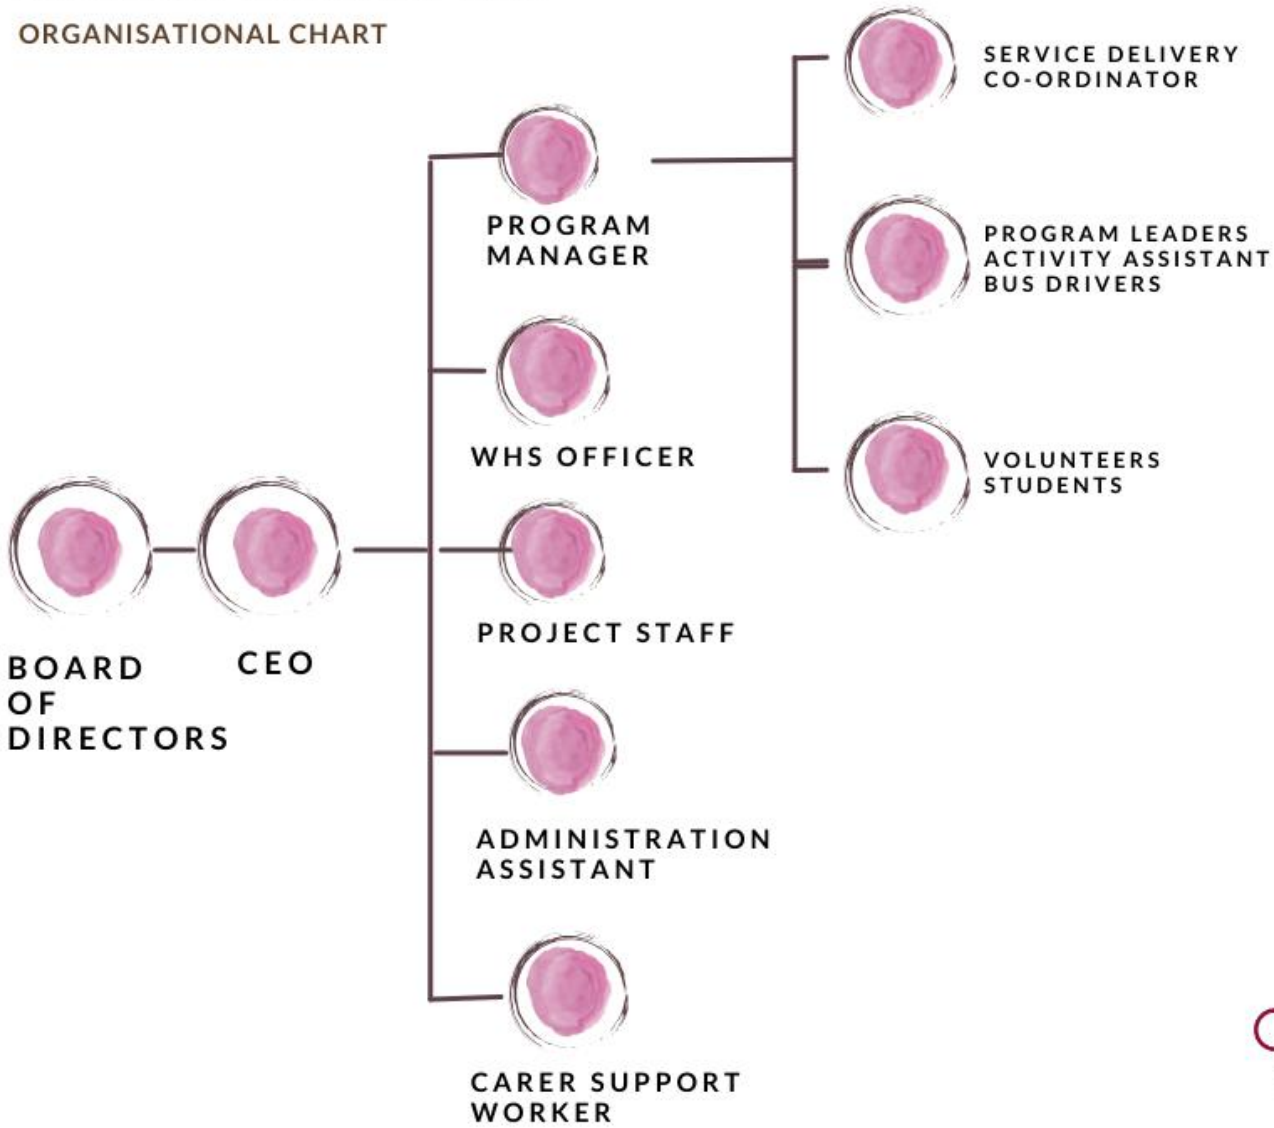 ORGANISATIONAL CHART
SERVICE DELIVERY
CO-ORDINATOR
PROGRAM
MANAGER
PROGRAM LEADERS
ACTIVITY ASSISTANT
BUS DRIVERS
WHS OFFICER
VOLUNTEERS
STUDENTS
BOARD
OF
DIRECTORS
CEO
PROJECT STAFF
ADMINISTRATION
ASSISTANT
CARER SUPPORT
WORKER